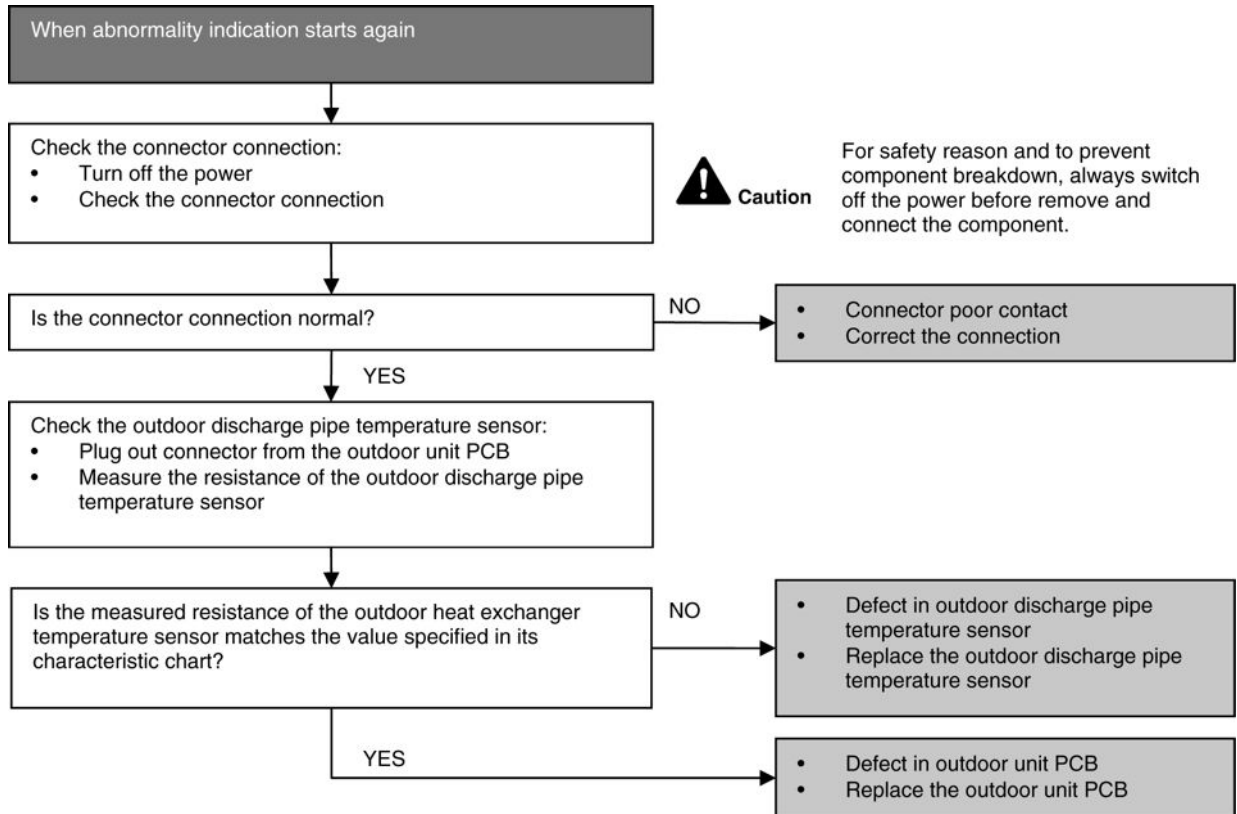 When abnormality indication starts again
Check the connector connection:
• Turn off the power
• Check the connector connection
Caution
For safety reason and to prevent
component breakdown, always switch
off the power before remove and
connect the component.
Is the connector connection normal?
NO
• Connector poor contact
• Correct the connection
YES
Check the outdoor discharge pipe temperature sensor:
• Plug out connector from the outdoor unit PCB
• Measure the resistance of the outdoor discharge pipe
temperature sensor
Is the measured resistance of the outdoor heat exchanger
temperature sensor matches the value specified in its
characteristic chart?
NO
• Defect in outdoor discharge pipe
temperature sensor
• Replace the outdoor discharge pipe
temperature sensor
YES
• Defect in outdoor unit PCB
• Replace the outdoor unit PCB